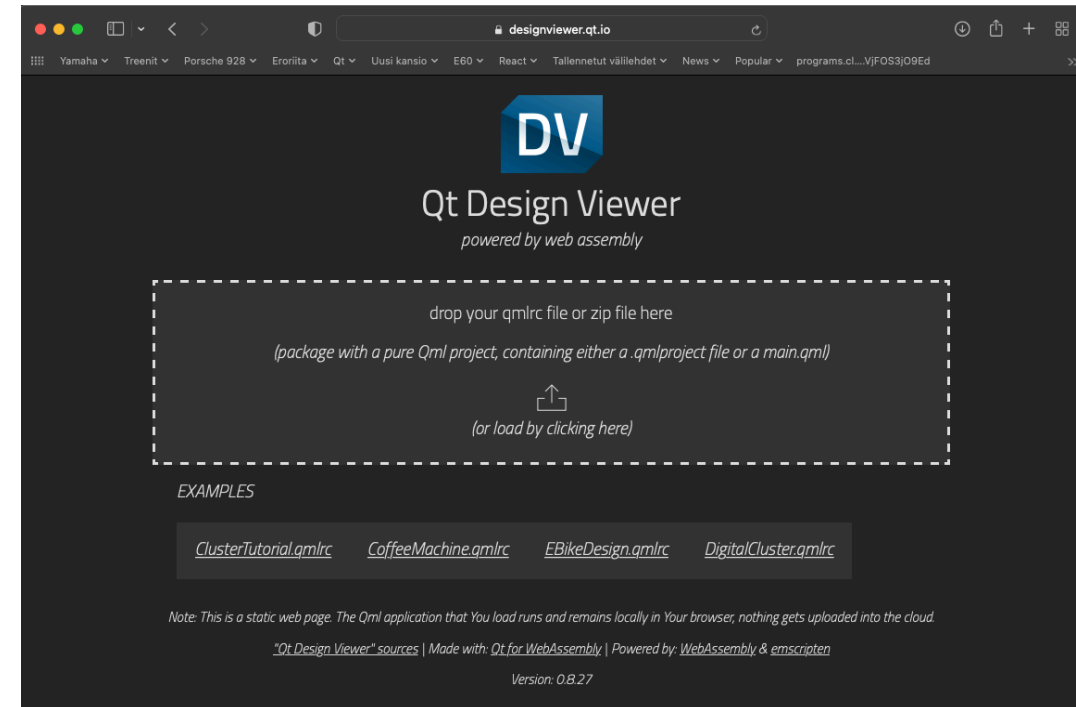 designviewer.qt.io
Yamaha Treenit Porsche 928 Eroriita Qt Uusi kansio E60 React Tallennetut välilehdet News Popular programs.cl....VjFOS3jO9Ed
DV
Qt Design Viewer
powered by web assembly
drop your qmlrc file or zip file here
(package with a pure Qml project, containing either a .qmlproject file or a main.qml)
(or load by clicking here)
EXAMPLES
ClusterTutorial.qmlrc CoffeeMachine.qmlrc EBikeDesign.qmlrc DigitalCluster.qmlrc
Note: This is a static web page. The Qml application that You load runs and remains locally in Your browser, nothing gets uploaded into the cloud.
"Qt Design Viewer" sources | Made with: Qt for WebAssembly | Powered by: WebAssembly & emscripten
Version: 0.8.27